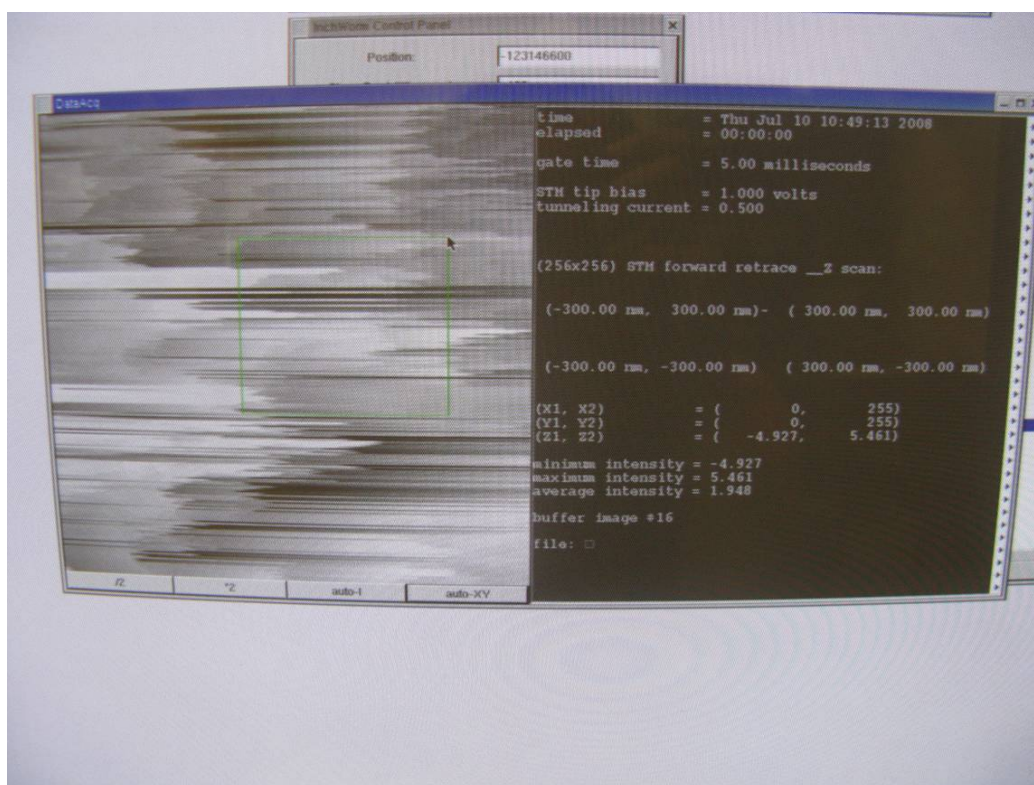 Inchworm Control Panel
Position: -123146600
DataAcq
time = Thu Jul 10 10:49:13 2008
elapsed = 00:00:00
gate time = 5.00 milliseconds
STM tip bias = 1.000 volts
tunneling current = 0.500
(256x256) STM forward retrace __Z scan:
(-300.00 nm, 300.00 nm)- ( 300.00 nm, 300.00 nm)
(-300.00 nm, -300.00 nm) ( 300.00 nm, -300.00 nm)
(X1, X2) = ( 0, 255)
(Y1, Y2) = ( 0, 255)
(Z1, Z2) = ( -4.927, 5.461)
minimum intensity = -4.927
maximum intensity = 5.461
average intensity = 1.948
buffer image #16
file:
/2 *2 auto-I auto-XY